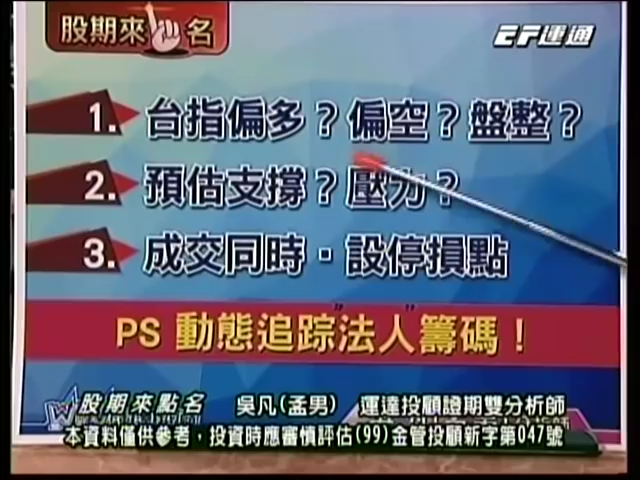 股期來 名
EF運通
1. 台指偏多？偏空？盤整？
2. 預估支撐？壓力？
3. 成交同時．設停損點
PS 動態追踪"法人"籌碼！
股期來點名 吳凡(孟男) 運達投顧證期雙分析師
本資料僅供參考，投資時應審慎評估(99)金管投顧新字第047號